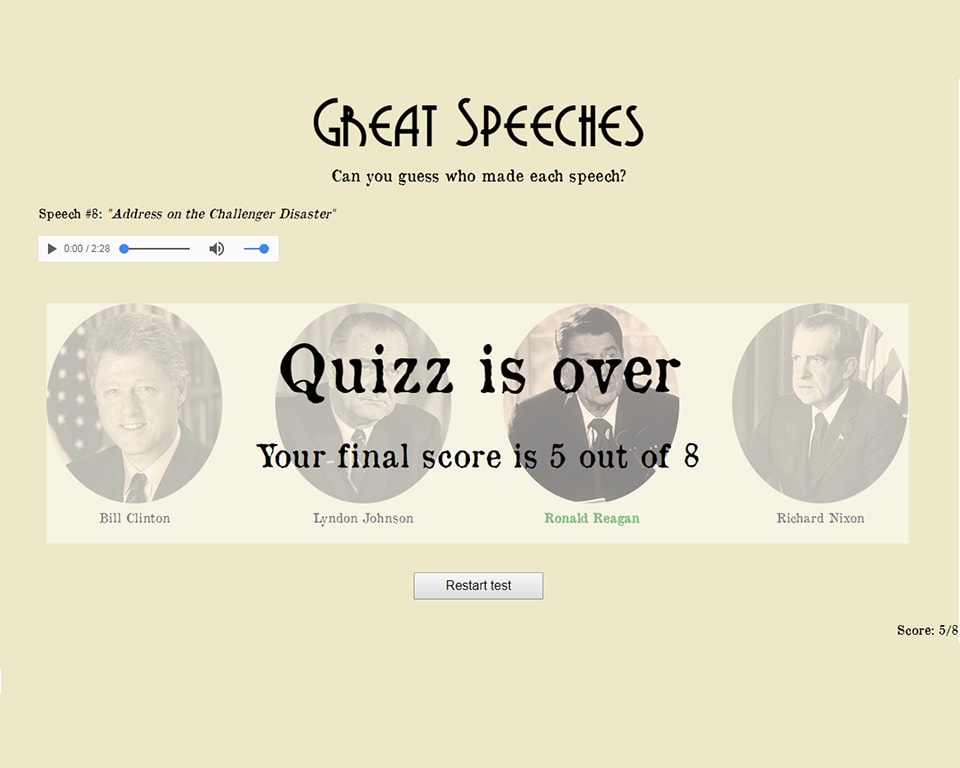 Great Speeches
Can you guess who made each speech?
Speech #8: "Address on the Challenger Disaster"
0:00 / 2:28
Quizz is over
Your final score is 5 out of 8
Bill Clinton
Lyndon Johnson
Ronald Reagan
Richard Nixon
Restart test
Score: 5/8